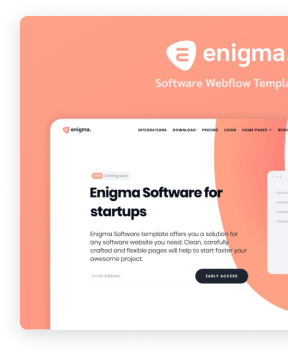 enigma.
Software Webflow Templa
enigma.
INTEGRATIONS DOWNLOAD PRICING LOGIN HOME PAGES
Coming soon
Enigma Software for
startups
Enigma Software template offers you a solution for
any software website you need. Clean, carefully
crafted and flexible pages will help to start faster your
awesome project.
Email address
EARLY ACCESS